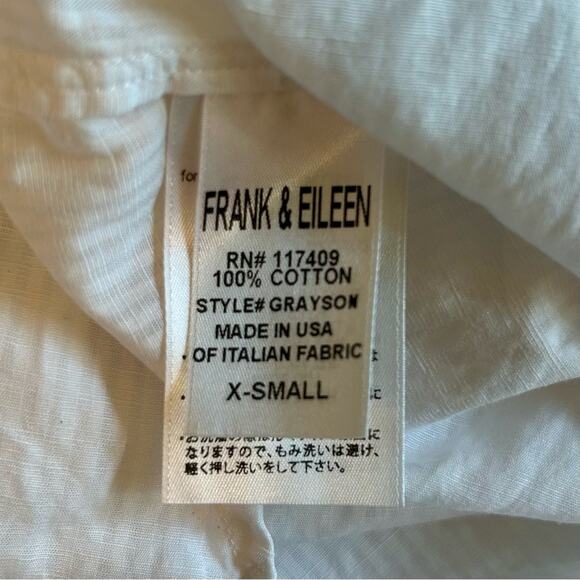 for
FRANK & EILEEN
RN# 117409
100% COTTON
STYLE# GRAYSON
MADE IN USA
OF ITALIAN FABRIC
X-SMALL
に
なりますので、もみ洗いは避け、
軽く押し洗いをして下さい。